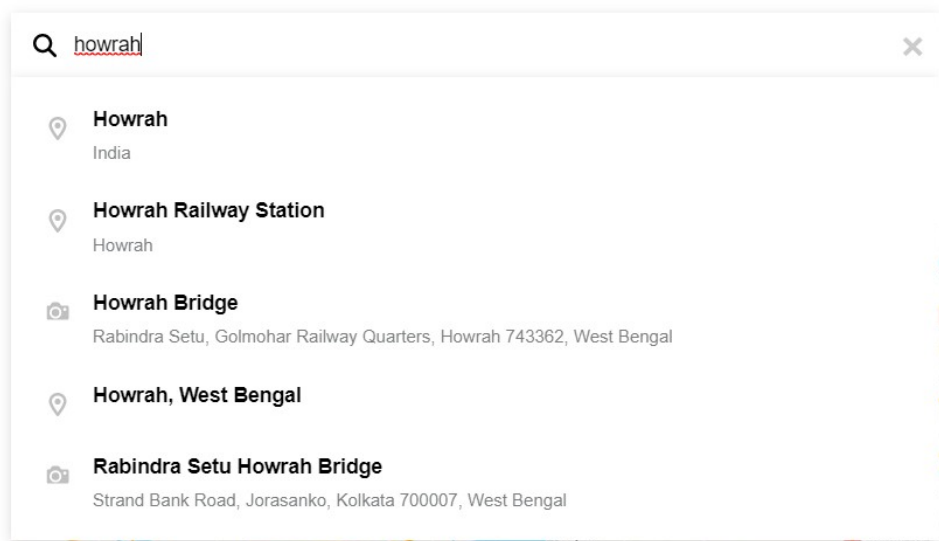 howrah
Howrah
India
Howrah Railway Station
Howrah
Howrah Bridge
Rabindra Setu, Golmohar Railway Quarters, Howrah 743362, West Bengal
Howrah, West Bengal
Rabindra Setu Howrah Bridge
Strand Bank Road, Jorasanko, Kolkata 700007, West Bengal